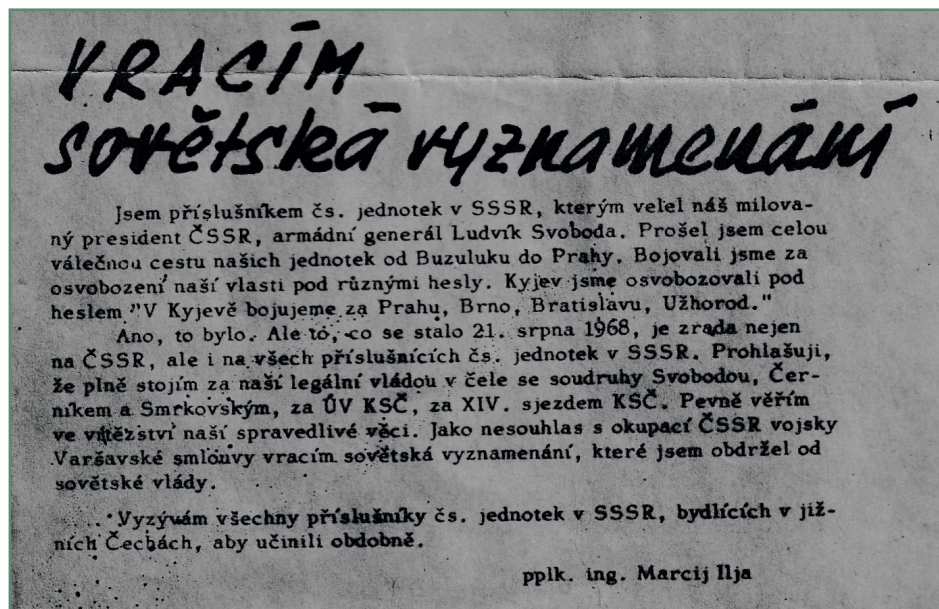 VRACÍM
sovětská vyznamenání
Jsem příslušníkem čs. jednotek v SSSR, kterým velel náš milova-
ný president ČSSR, armádní generál Ludvík Svoboda. Prošel jsem celou
válečnou cestu našich jednotek od Buzuluku do Prahy. Bojovali jsme za
osvobození naší vlasti pod různými hesly. Kyjev jsme osvobozovali pod
heslem "V Kyjevě bojujeme za Prahu, Brno, Bratislavu, Užhorod."
Ano, to bylo. Ale to, co se stalo 21. srpna 1968, je zrada nejen
na ČSSR, ale i na všech příslušnících čs. jednotek v SSSR. Prohlašuji,
že plně stojím za naší legální vládou v čele se soudruhy Svobodou, Čer-
níkem a Smrkovským, za ÚV KSČ, za XIV. sjezdem KSČ. Pevně věřím
ve vítězství naší spravedlivé věci. Jako nesouhlas s okupací ČSSR vojsky
Varšavské smlouvy vracím sovětská vyznamenání, které jsem obdržel od
sovětské vlády.
Vyzývám všechny příslušníky čs. jednotek v SSSR, bydlících v již-
ních Čechách, aby učinili obdobně.
pplk. ing. Marcij Ilja